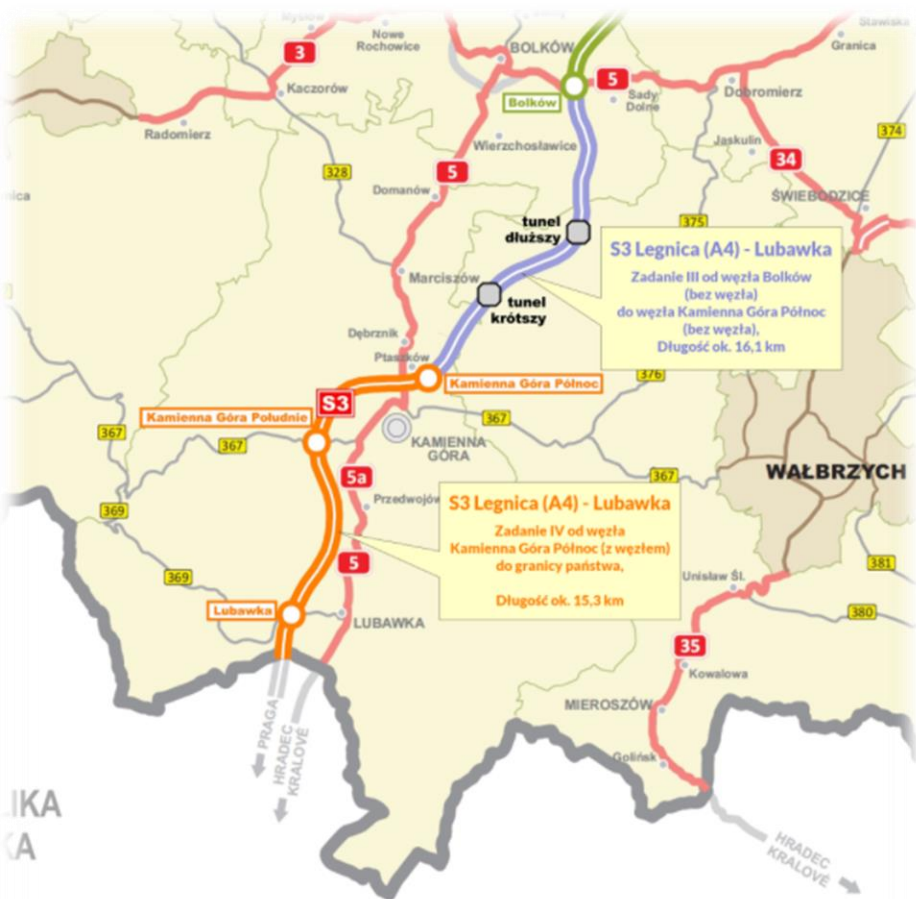 Nowe
Rochowice
BOLKÓW
Stawiska
Granica
3
5
5
Kaczorów
Bolków
Sady
Dolne
Dobromierz
Radomierz
Wierzchosławice
Jaskulin
374
34
328
5
Domanów
ŚWIEBODZICE
tunel
dłuższy
375
S3 Legnica (A4) - Lubawka
Zadanie III od węzła Bolków
(bez węzła)
do węzła Kamienna Góra Północ
(bez węzła),
Długość ok. 16,1 km
Marciszów
tunel
krótszy
Dębrznik
Ptaszków
Kamienna Góra Północ
376
S3
Kamienna Góra Południe
367
367
367
KAMIENNA
GÓRA
5a
367
WAŁBRZYCH
Przedwojów
369
S3 Legnica (A4) - Lubawka
Zadanie IV od węzła
Kamienna Góra Północ (z węzłem)
do granicy państwa,
Długość ok. 15,3 km
5
369
381
Unisław Śl.
Lubawka
LUBAWKA
380
35
Kowalowa
MIEROSZÓW
PRAGA
HRADEC
KRALOVÉ
Golińsk
HRADEC
KRALOVÉ